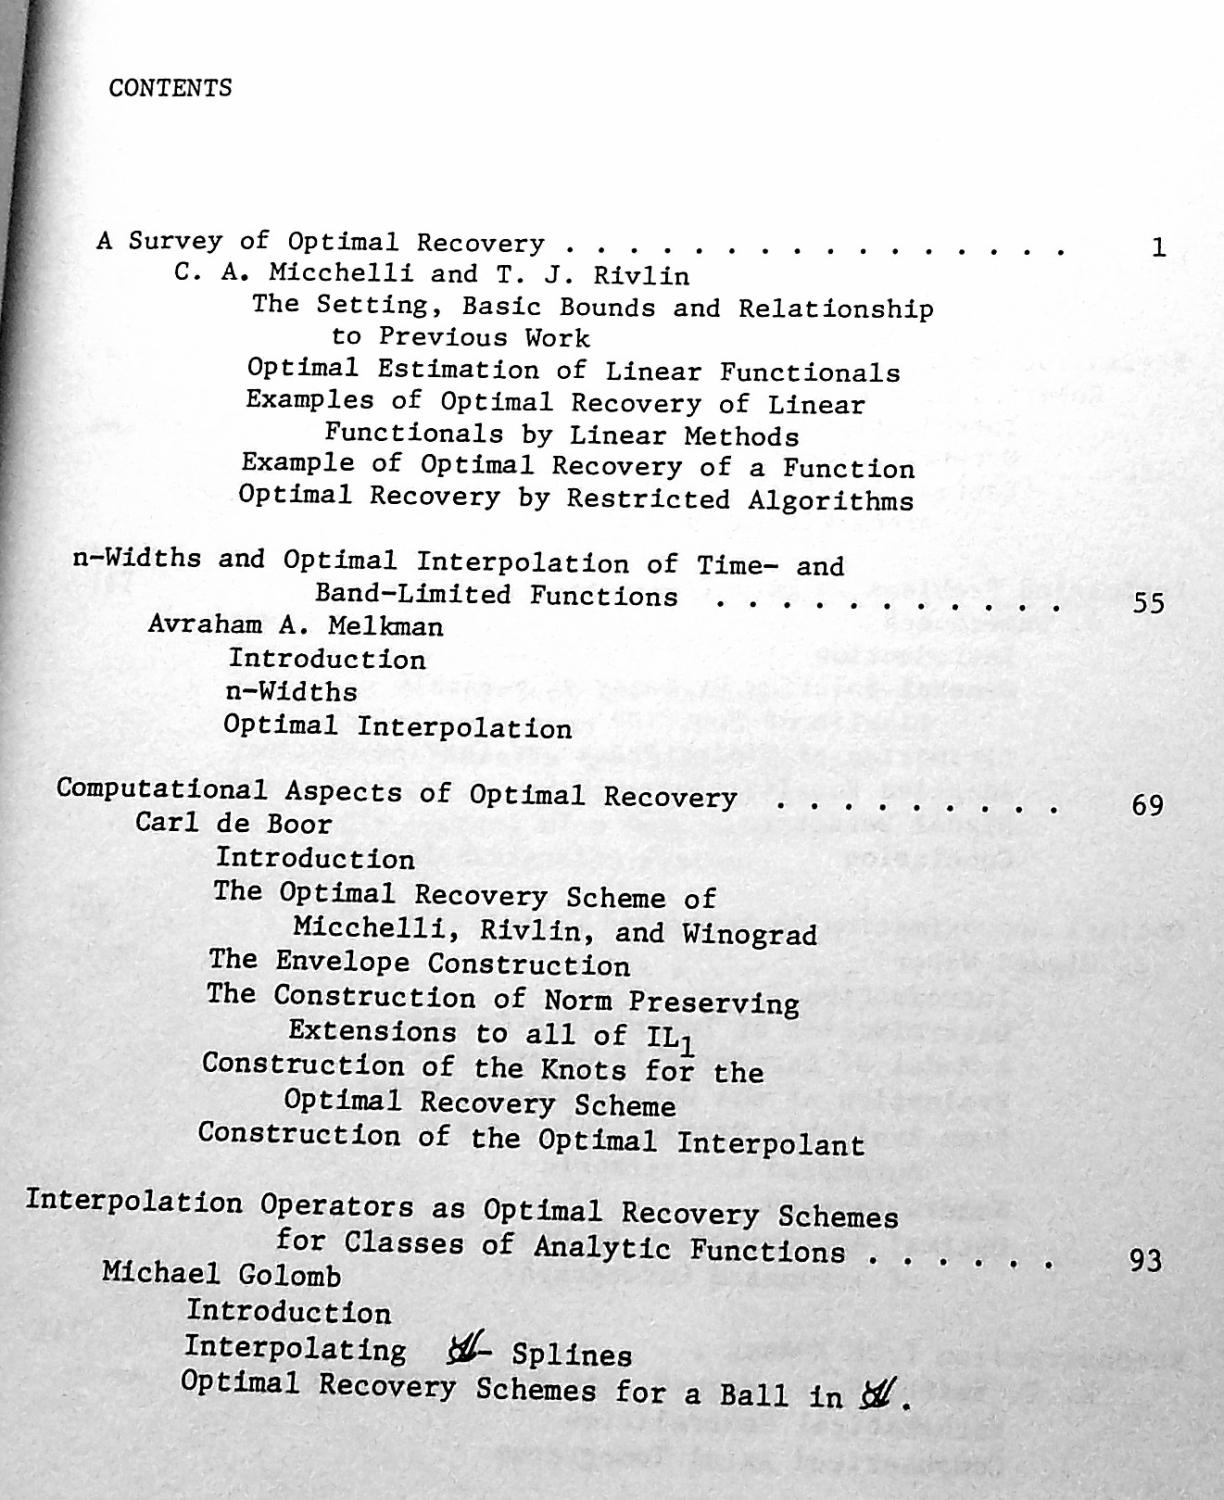 CONTENTS
A Survey of Optimal Recovery . . . . . . . . . . . . . . . . 1
C. A. Micchelli and T. J. Rivlin
The Setting, Basic Bounds and Relationship
to Previous Work
Optimal Estimation of Linear Functionals
Examples of Optimal Recovery of Linear
Functionals by Linear Methods
Example of Optimal Recovery of a Function
Optimal Recovery by Restricted Algorithms
n-Widths and Optimal Interpolation of Time- and
Band-Limited Functions . . . . . . . . . . . 55
Avraham A. Melkman
Introduction
n-Widths
Optimal Interpolation
Computational Aspects of Optimal Recovery . . . . . . . . . 69
Carl de Boor
Introduction
The Optimal Recovery Scheme of
Micchelli, Rivlin, and Winograd
The Envelope Construction
The Construction of Norm Preserving
Extensions to all of IL₁
Construction of the Knots for the
Optimal Recovery Scheme
Construction of the Optimal Interpolant
Interpolation Operators as Optimal Recovery Schemes
for Classes of Analytic Functions . . . . . . 93
Michael Golomb
Introduction
Interpolating - Splines
Optimal Recovery Schemes for a Ball in .